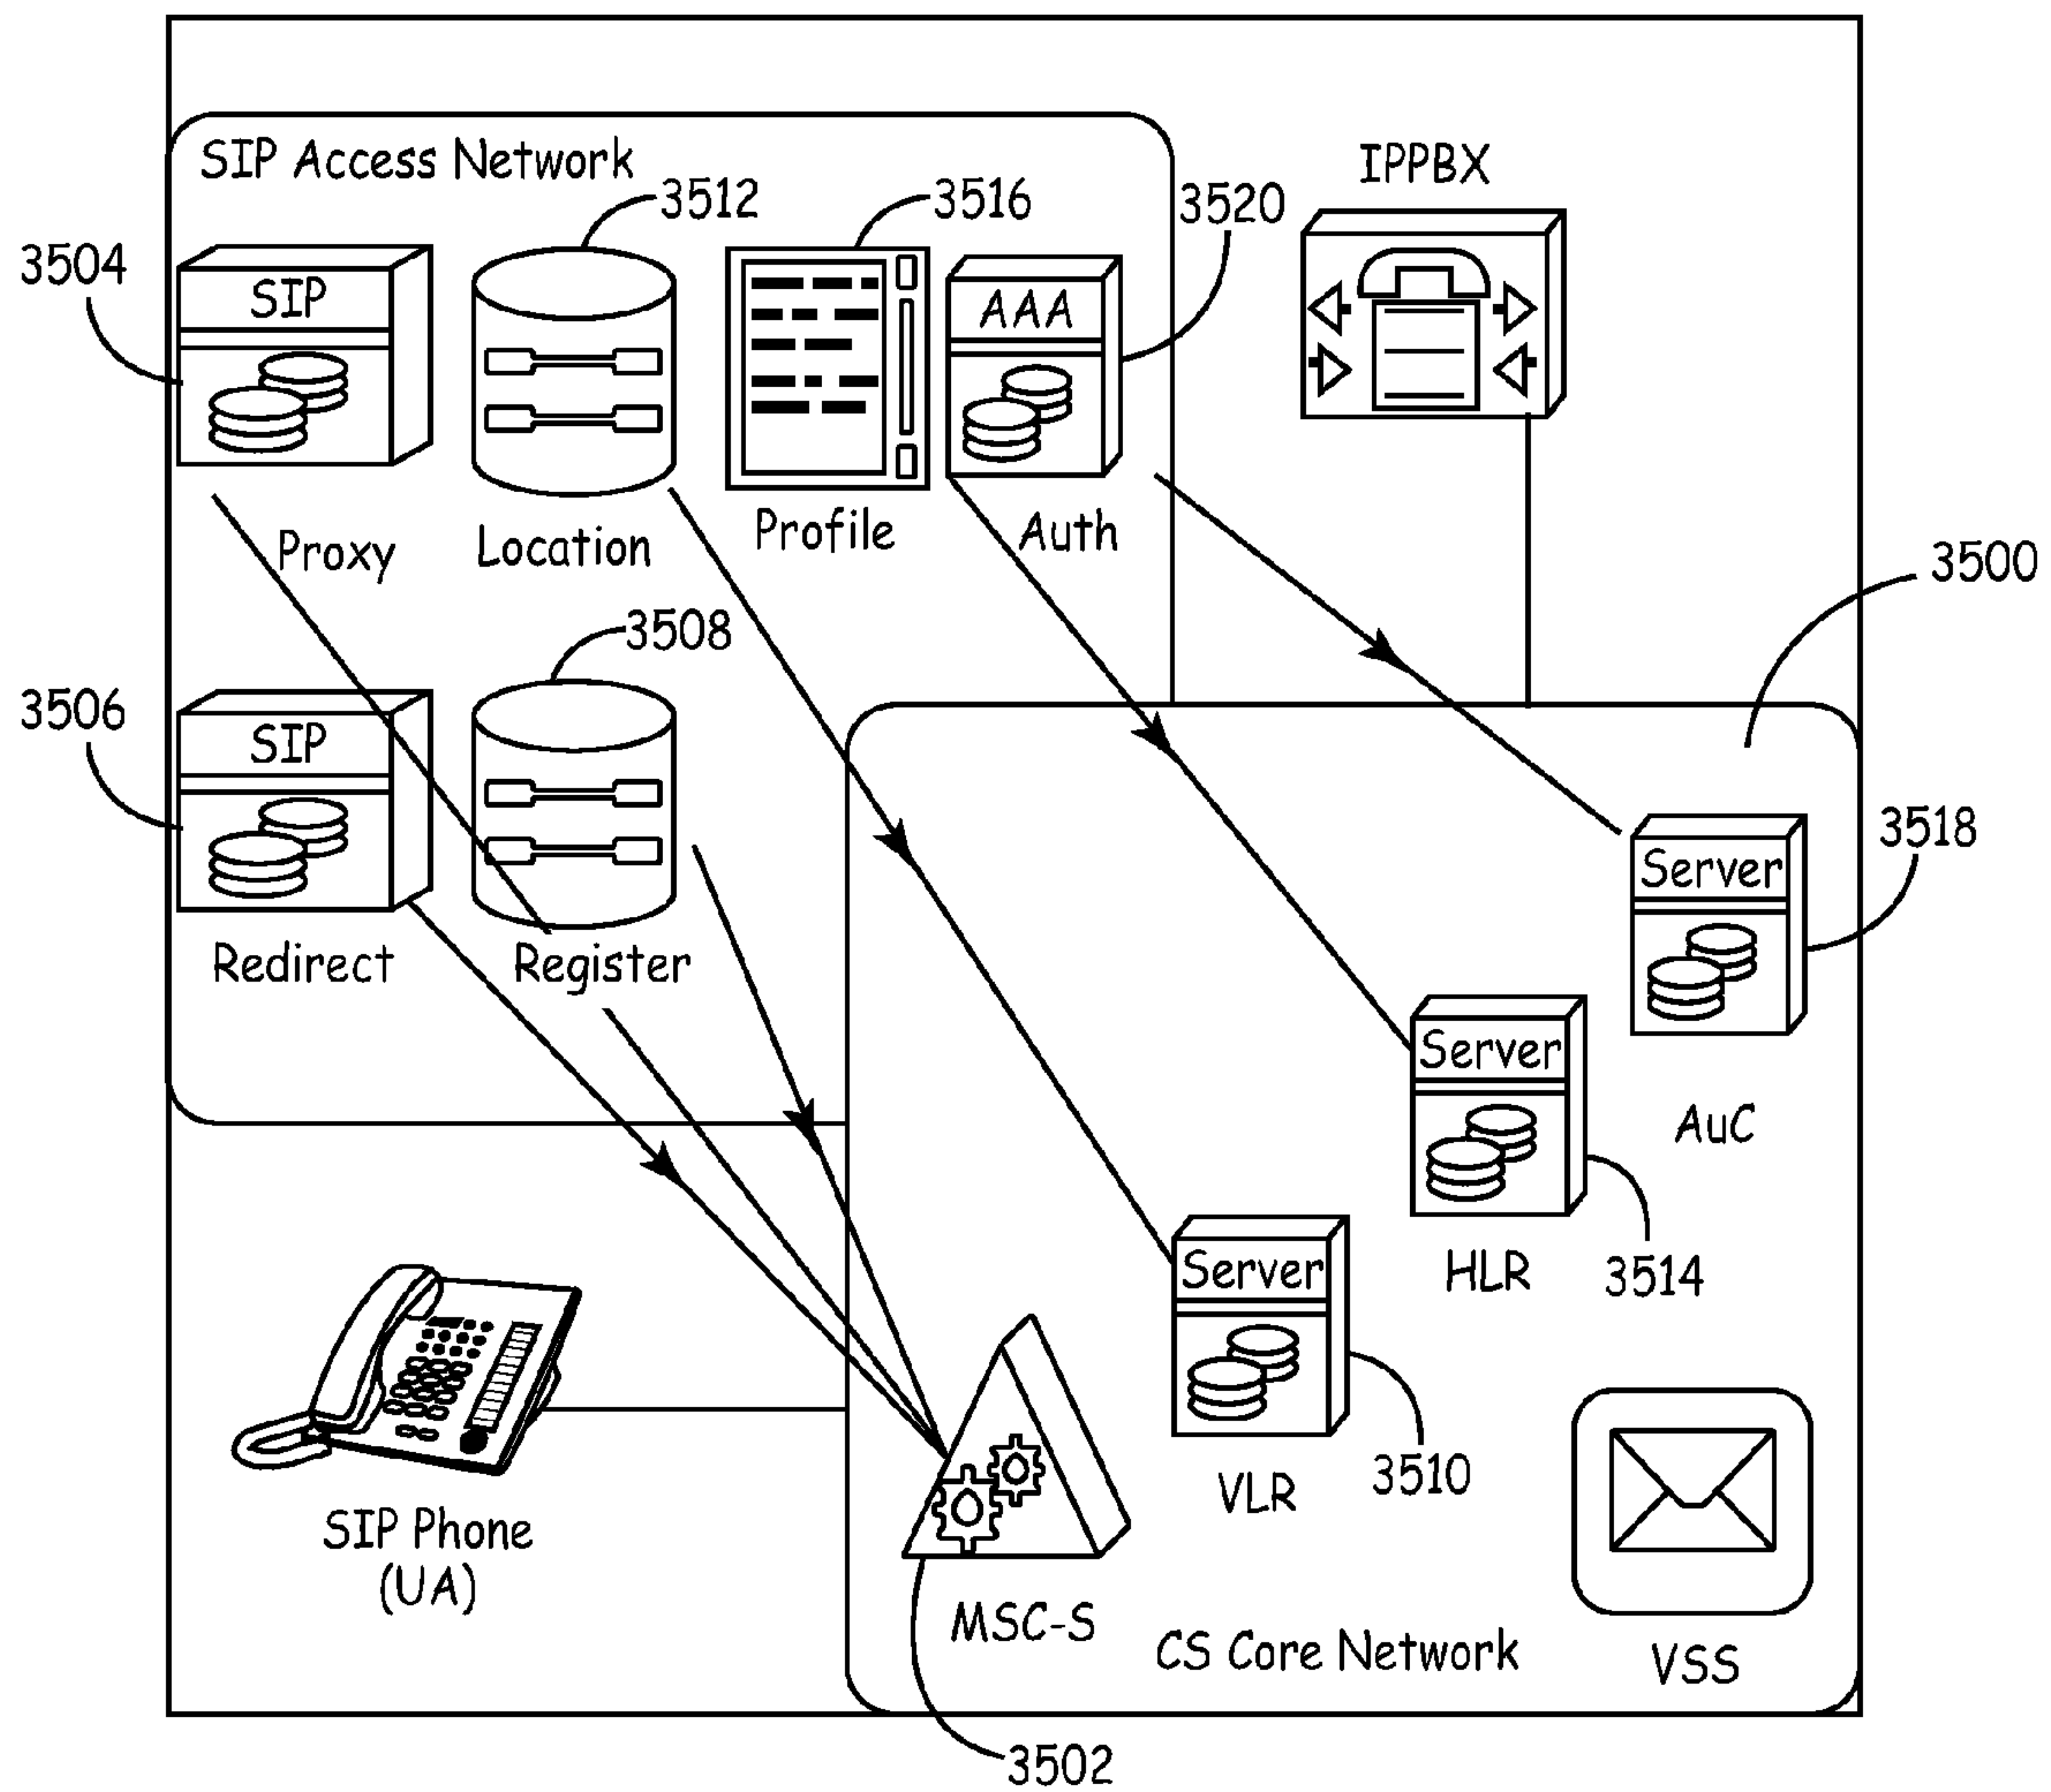 SIP Access Network
IPPBX
3512
3516
3520
3504
SIP
AAA
Proxy
Location
Profile
Auth
3500
3508
3506
SIP
Server
3518
Redirect
Register
Server
AuC
Server
HLR
3514
VLR
3510
SIP Phone
(UA)
MSC-S
CS Core Network
VSS
3502